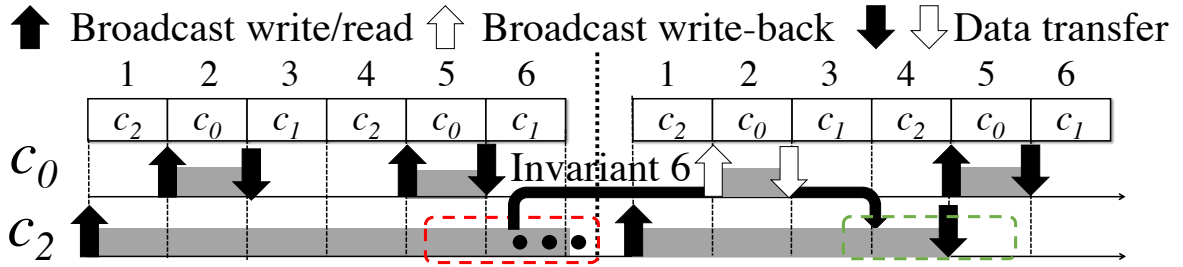 Broadcast write/read Broadcast write-back Data transfer
1 2 3 4 5 6 1 2 3 4 5 6
c2 c0 c1 c2 c0 c1 c2 c0 c1 c2 c0 c1
c0 Invariant 6
c2